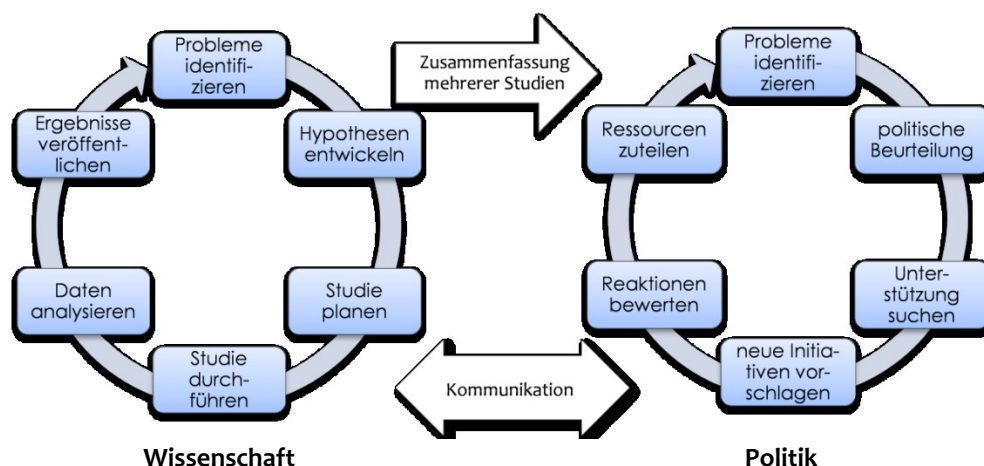 Probleme
identifi-
zieren
Hypothesen
entwickeln
Studie
planen
Studie
durch-
führen
Daten
analysieren
Ergebnisse
veröffent-
lichen
Wissenschaft
Zusammenfassung
mehrerer Studien
Kommunikation
Probleme
identifi-
zieren
politische
Beurteilung
Unter-
stützung
suchen
neue Initia-
tiven vor-
schlagen
Reaktionen
bewerten
Ressourcen
zuteilen
Politik